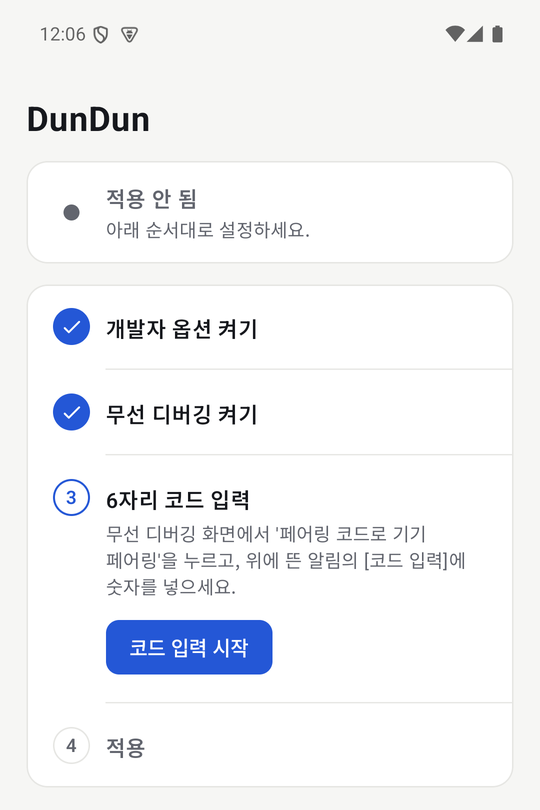 12:06
DunDun
적용 안 됨
아래 순서대로 설정하세요.
개발자 옵션 켜기
무선 디버깅 켜기
3
6자리 코드 입력
무선 디버깅 화면에서 '페어링 코드로 기기
페어링'을 누르고, 위에 뜬 알림의 [코드 입력]에
숫자를 넣으세요.
코드 입력 시작
4
적용